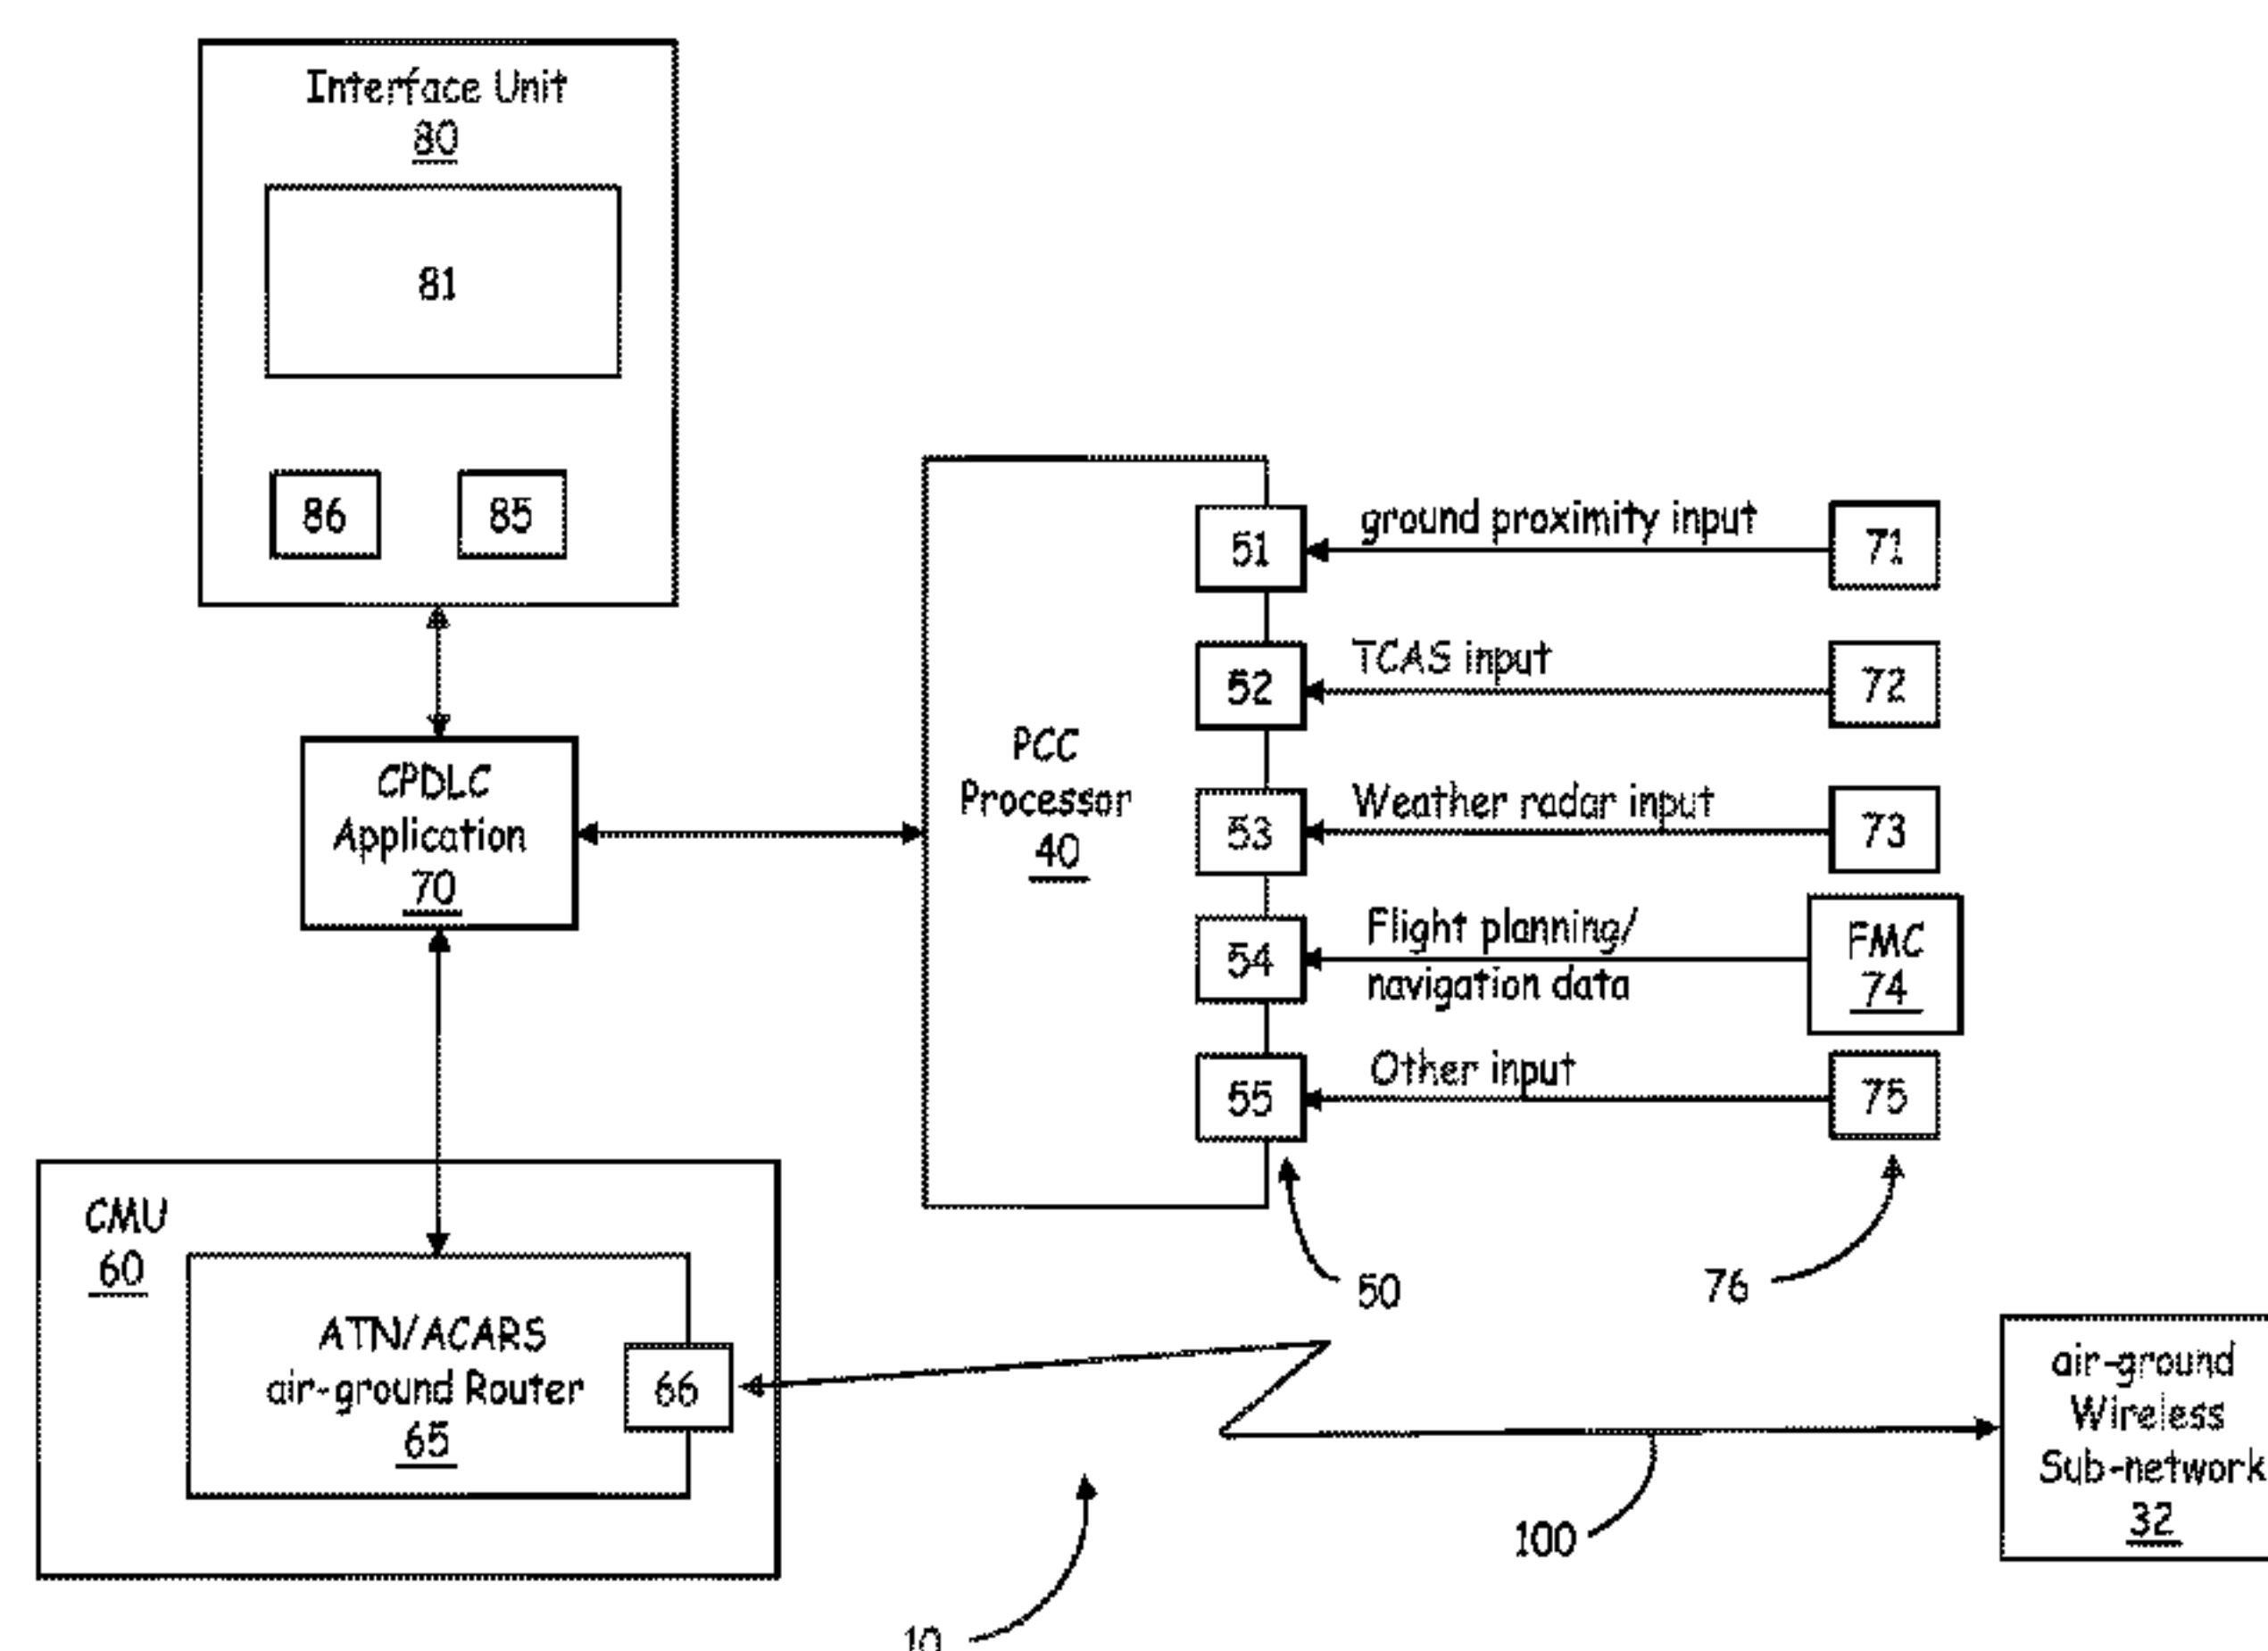 Interface Unit
80
81
86
85
CPDLC
Application
70
PCC
Processor
40
51
ground proximity input
71
52
TCAS input
72
53
Weather radar input
73
54
Flight planning/
navigation data
FMC
74
55
Other input
75
50
76
CMU
60
ATN/ACARS
air-ground Router
65
66
air-ground
Wireless
Sub-network
32
100
10